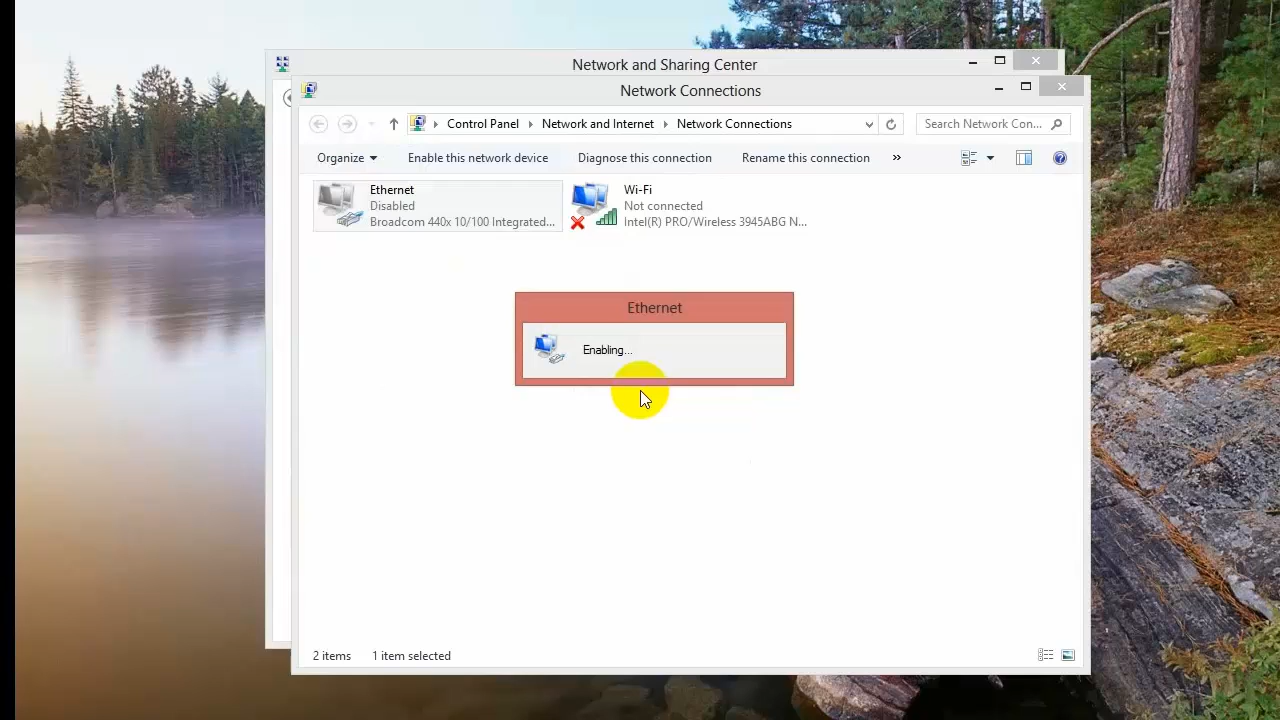 Network and Sharing Center
Network Connections
Control Panel
Network and Internet
Network Connections
Search Network Con...
Organize
Enable this network device
Diagnose this connection
Rename this connection
»
Ethernet
Disabled
Broadcom 440x 10/100 Integrated...
Wi-Fi
Not connected
Intel(R) PRO/Wireless 3945ABG N...
Ethernet
Enabling...
2 items
1 item selected